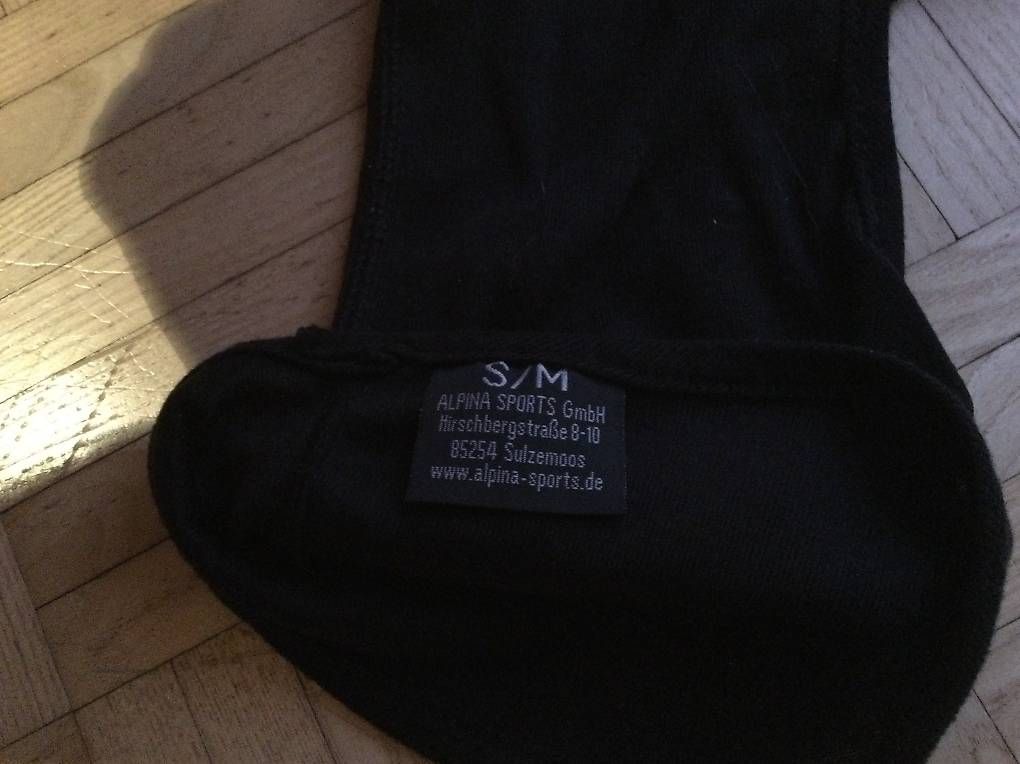 S/M
ALPINA SPORTS GmbH
Hirschbergstraße 8-10
85254 Sulzemoos
www.alpina-sports.de